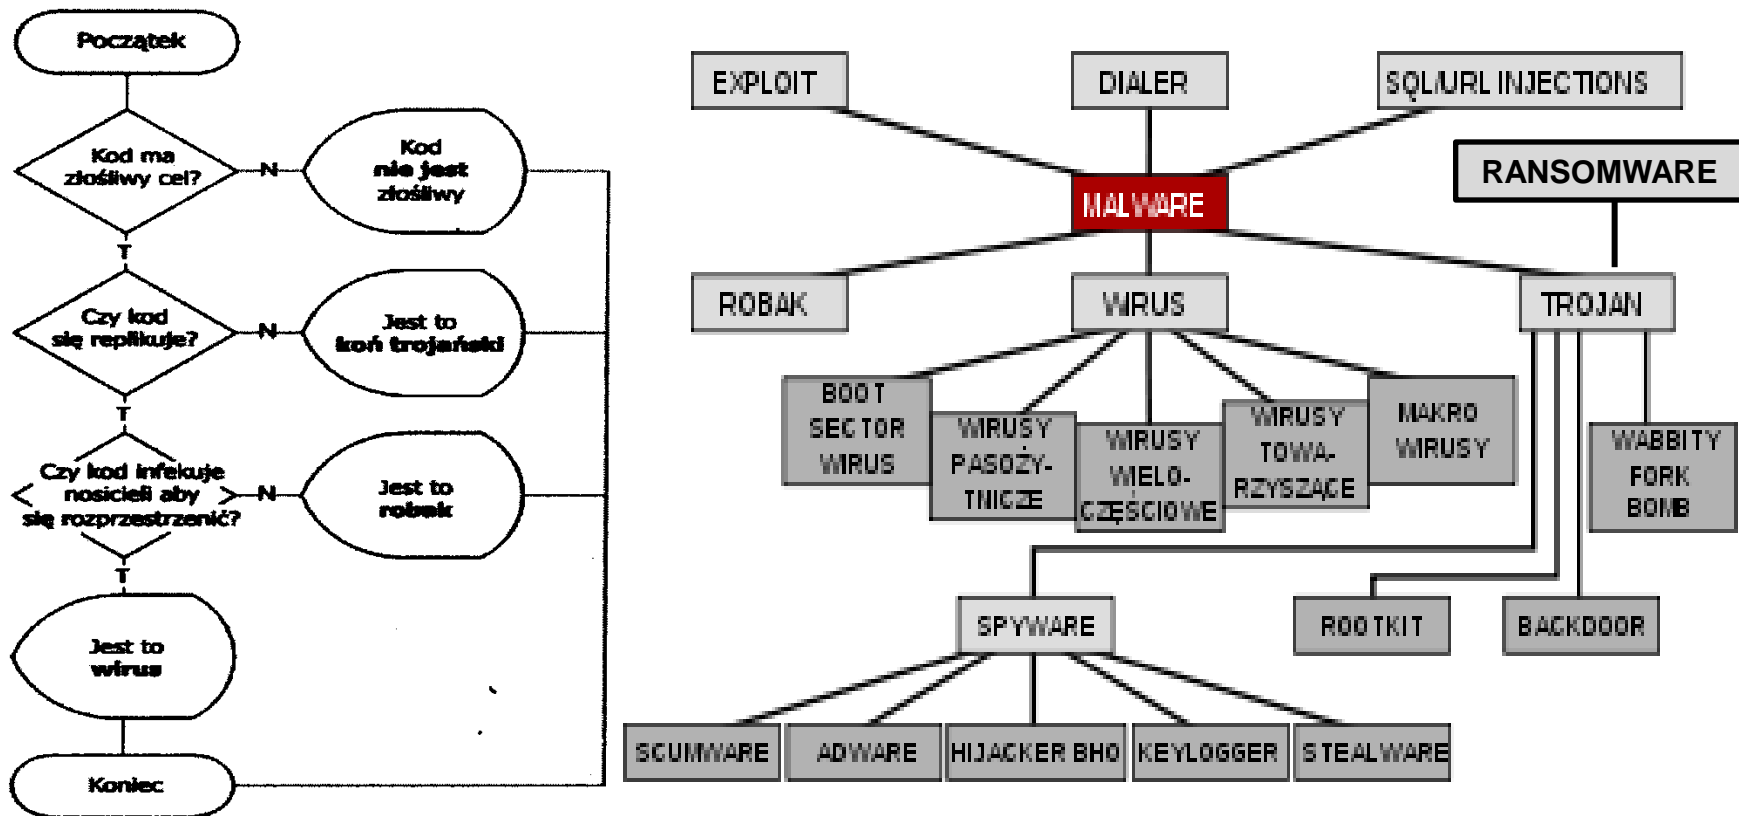 Początek
Kod ma
złośliwy cel?
N
Kod
nie jest
złośliwy
T
Czy kod
się replikuje?
N
Jest to
koń trojański
T
Czy kod infekuje
nosicieli aby
się rozprzestrzenić?
N
Jest to
robak
T
Jest to
wirus
Koniec
EXPLOIT
DIALER
SQL/URL INJECTIONS
RANSOMWARE
MALWARE
ROBAK
WIRUS
TROJAN
BOOT
SECTOR
WIRUS
WIRUSY
PASOŻY-
TNICZE
WIRUSY
WIELO-
CZĘŚCIOWE
WIRUSY
TOWA-
RZYSZĄCE
MAKRO
WIRUSY
WABBITY
FORK
BOMB
SPYWARE
ROOTKIT
BACKDOOR
SCUMWARE
ADWARE
HIJACKER BHO
KEYLOGGER
STEALWARE